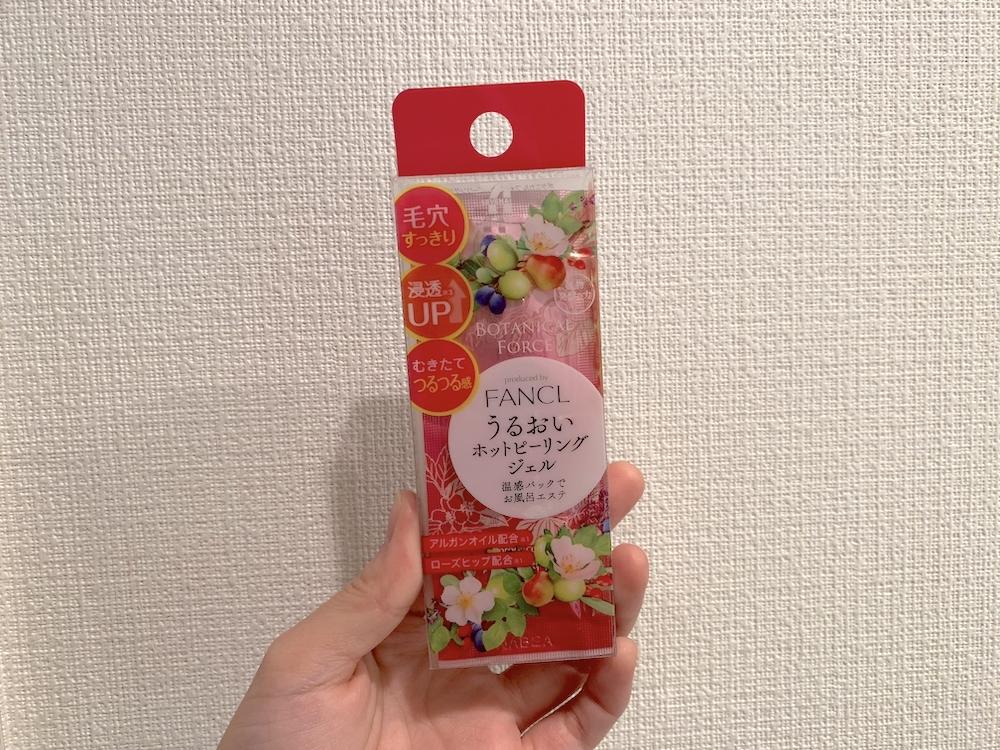 毛穴
すっきり
浸透※3
UP
むきたて
つるつる感
BOTANICAL
FORCE
produced by
FANCL
うるおい
ホットピーリング
ジェル
温感パックで
お風呂エステ
アルガンオイル配合※1
ローズヒップ配合※1